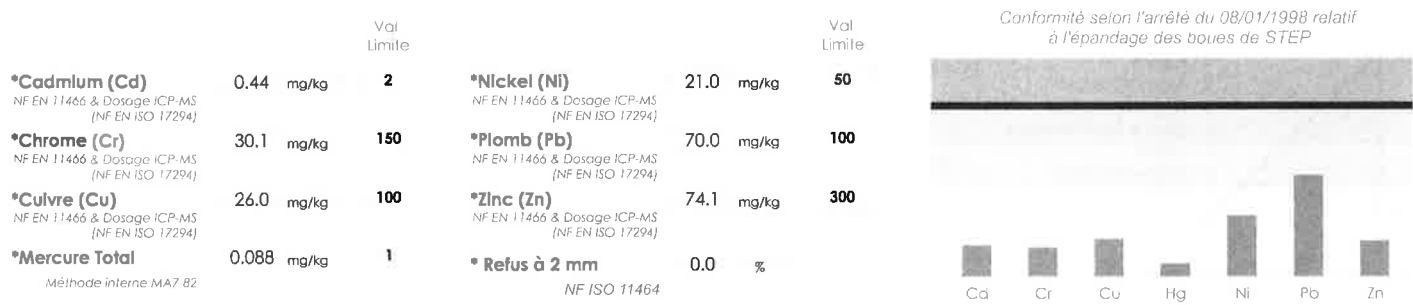 Val
Limite
*Cadmium (Cd) 0.44 mg/kg 2
NF EN 11466 & Dosage ICP-MS
(NF EN ISO 17294)
*Chrome (Cr) 30.1 mg/kg 150
NF EN 11466 & Dosage ICP-MS
(NF EN ISO 17294)
*Cuivre (Cu) 26.0 mg/kg 100
NF EN 11466 & Dosage ICP-MS
(NF EN ISO 17294)
*Mercure Total 0.088 mg/kg 1
Méthode interne MA7 82
Val
Limite
*Nickel (Ni) 21.0 mg/kg 50
NF EN 11466 & Dosage ICP-MS
(NF EN ISO 17294)
*Plomb (Pb) 70.0 mg/kg 100
NF EN 11466 & Dosage ICP-MS
(NF EN ISO 17294)
*Zinc (Zn) 74.1 mg/kg 300
NF EN 11466 & Dosage ICP-MS
(NF EN ISO 17294)
* Refus à 2 mm 0.0 %
NF ISO 11464
Conformité selon l'arrêté du 08/01/1998 relatif
à l'épandage des boues de STEP
Cd Cr Cu Hg Ni Pb Zn